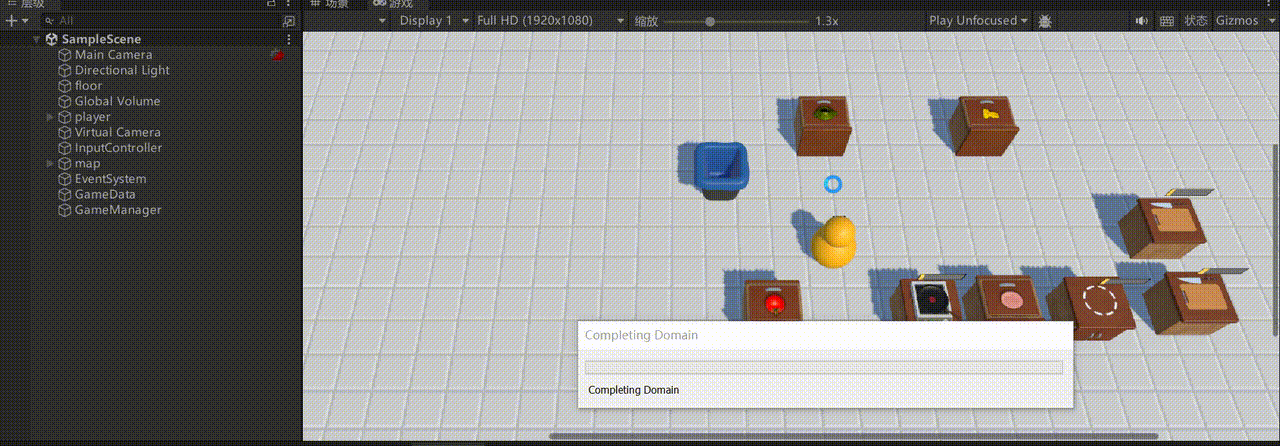 层级
场景
游戏
All
Display 1
Full HD (1920x1080)
缩放
1.3x
Play Unfocused
状态
Gizmos
SampleScene
Main Camera
Directional Light
floor
Global Volume
player
Virtual Camera
InputController
map
EventSystem
GameData
GameManager
Completing Domain
Completing Domain